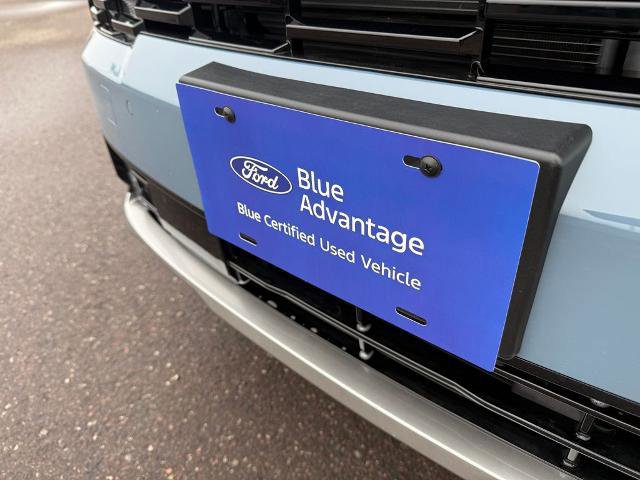 Ford
Blue
Advantage
Blue Certified Used Vehicle